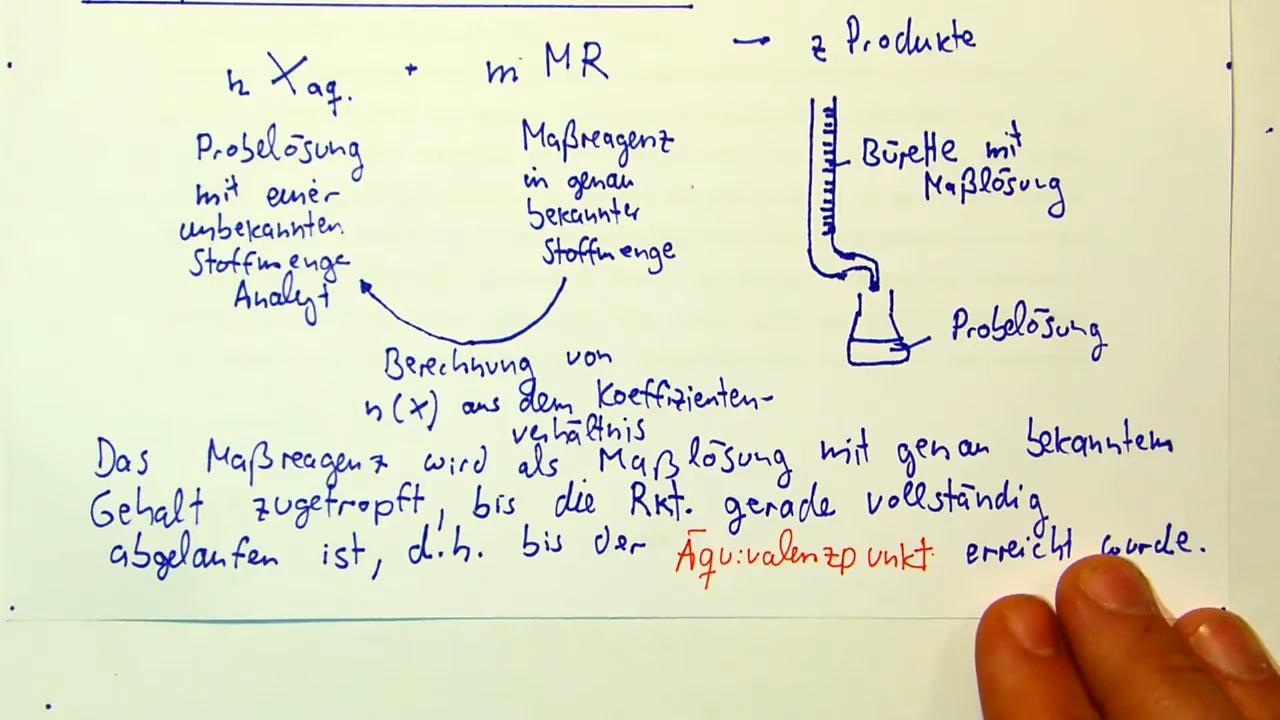 n Xaq. + m MR → z Produkte
Probelösung
mit einer
unbekannten
Stoffmenge
Analyt
Maßreagenz
in genau
bekannter
Stoffmenge
Bürette mit
Maßlösung
Probelösung
Berechnung von
n(X) aus dem Koeffizienten-
verhältnis
Das Maßreagenz wird als Maßlösung mit genau bekanntem
Gehalt zugetropft, bis die Rkt. gerade vollständig
abgelaufen ist, d.h. bis der Äquivalenzpunkt erreicht wurde.